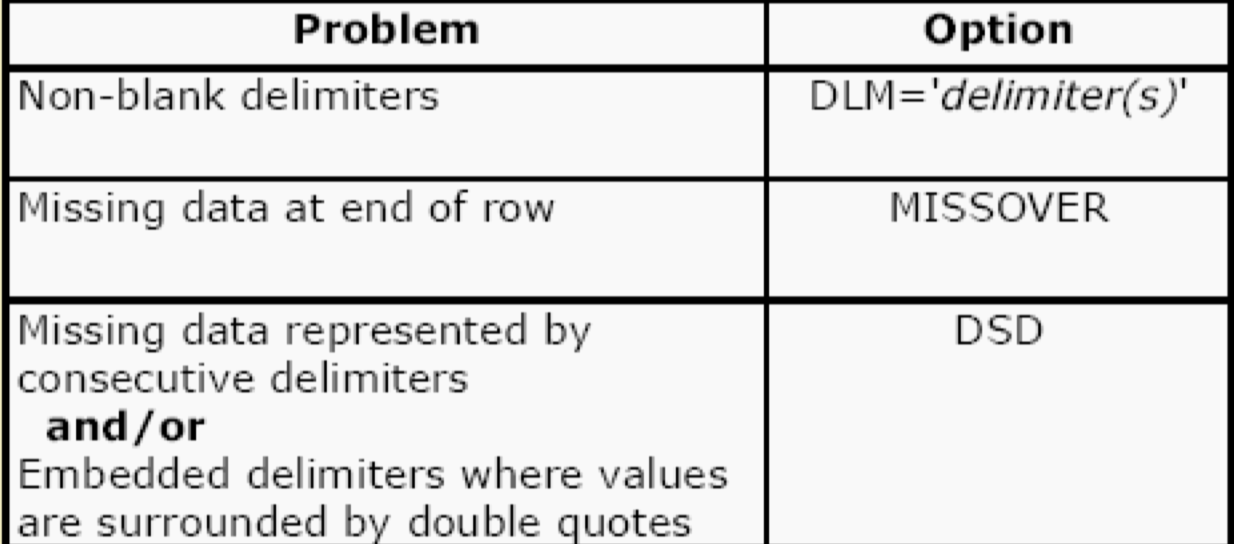 Problem
Option
Non-blank delimiters
DLM='delimiter(s)'
Missing data at end of row
MISSOVER
Missing data represented by
DSD
consecutive delimiters
and/or
Embedded delimiters where values
are surrounded by double quotes